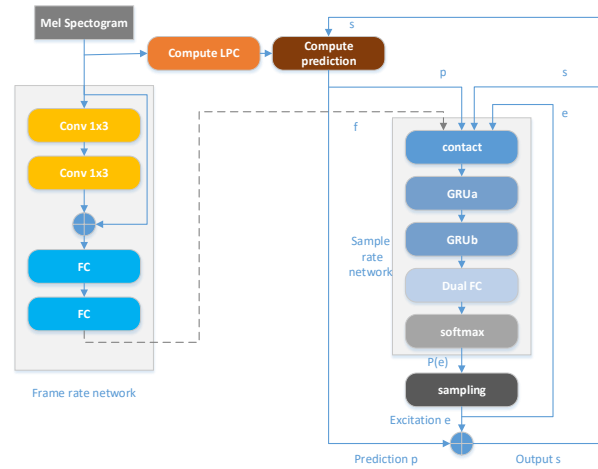 Mel Spectogram
s
Compute LPC
Compute
prediction
p
s
e
f
Conv 1x3
Conv 1x3
FC
FC
Frame rate network
contact
GRUa
GRUb
Sample
rate
network
Dual FC
softmax
P(e)
sampling
Excitation e
Prediction p
Output s